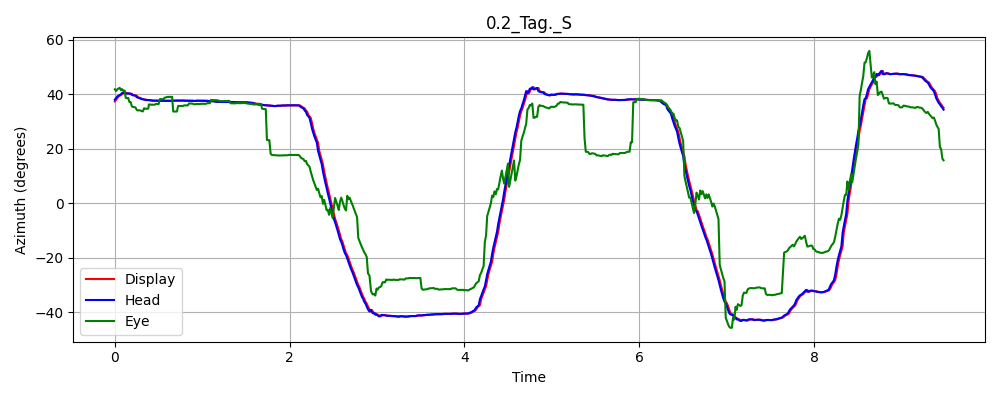 0.2_Tag._S
Azimuth (degrees)
60
40
20
0
−20
−40
Display
Head
Eye
0 2 4 6 8
Time